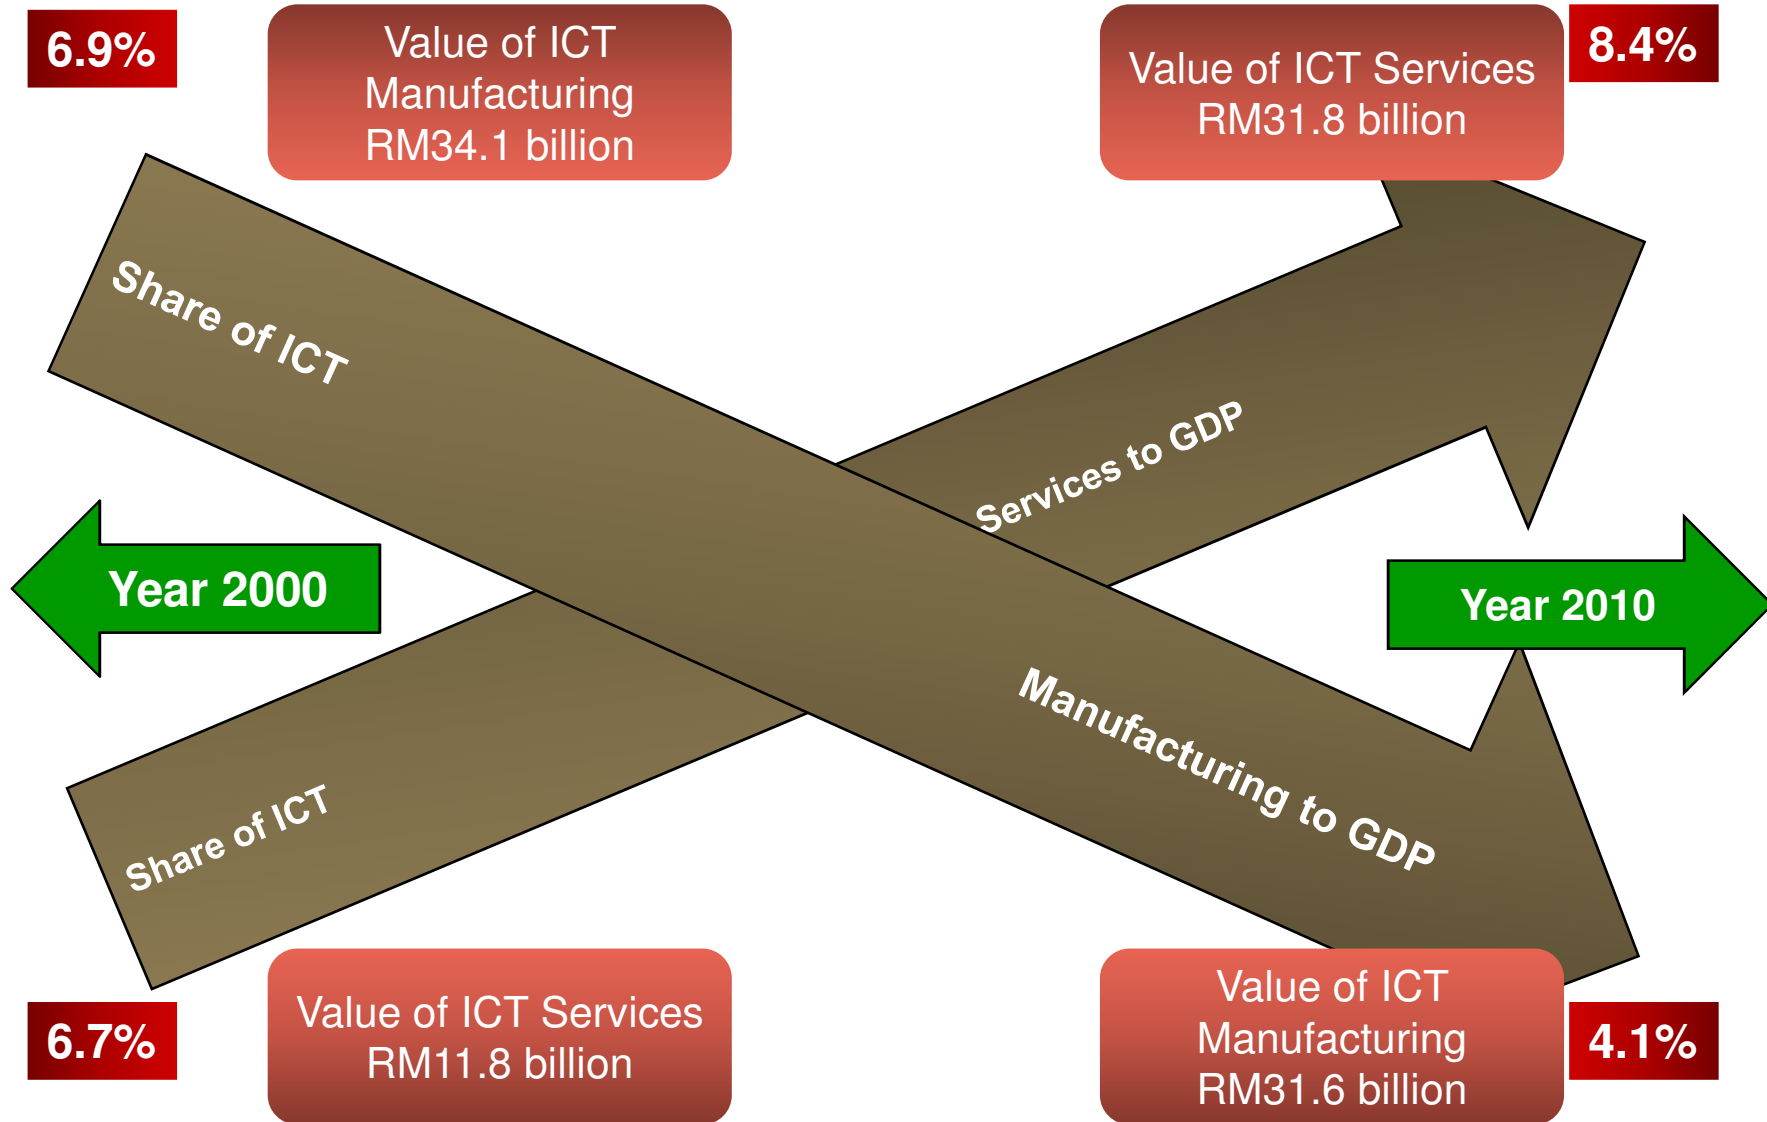 6.9%
Value of ICT
Manufacturing
RM34.1 billion
Value of ICT Services
RM31.8 billion
8.4%
Share of ICT
Services to GDP
Year 2000
Year 2010
Manufacturing to GDP
Share of ICT
6.7%
Value of ICT Services
RM11.8 billion
Value of ICT
Manufacturing
RM31.6 billion
4.1%